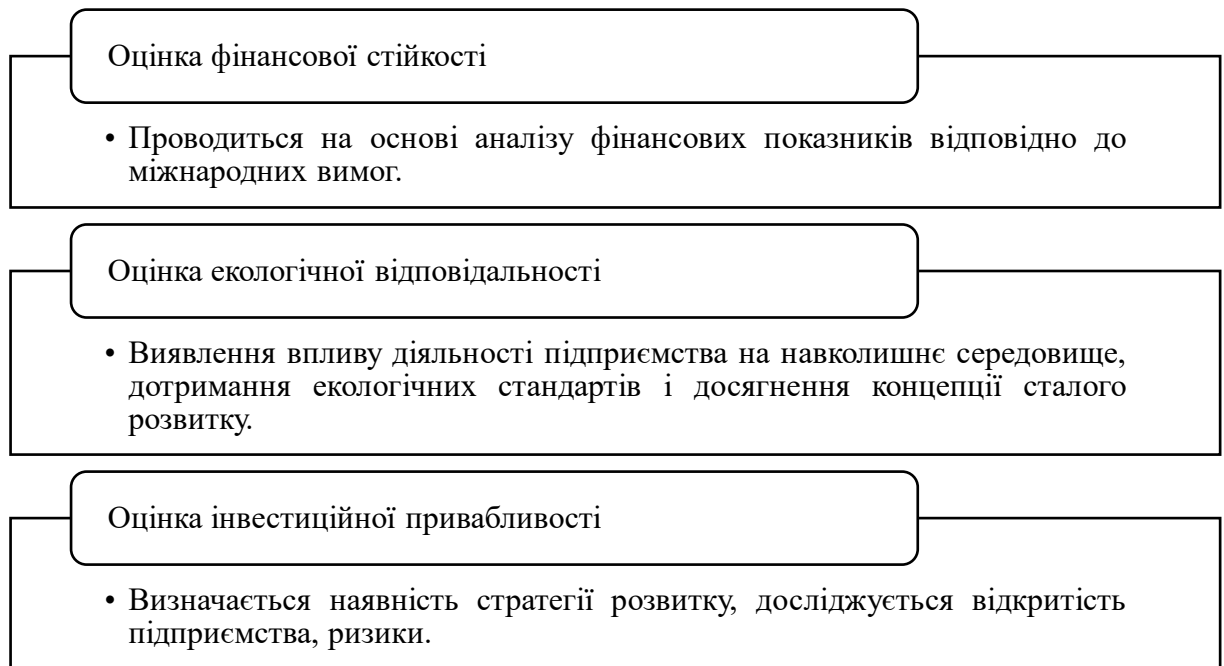 Оцінка фінансової стійкості
• Проводиться на основі аналізу фінансових показників відповідно до
міжнародних вимог.
Оцінка екологічної відповідальності
• Виявлення впливу діяльності підприємства на навколишнє середовище,
дотримання екологічних стандартів і досягнення концепції сталого
розвитку.
Оцінка інвестиційної привабливості
• Визначається наявність стратегії розвитку, досліджується відкритість
підприємства, ризики.